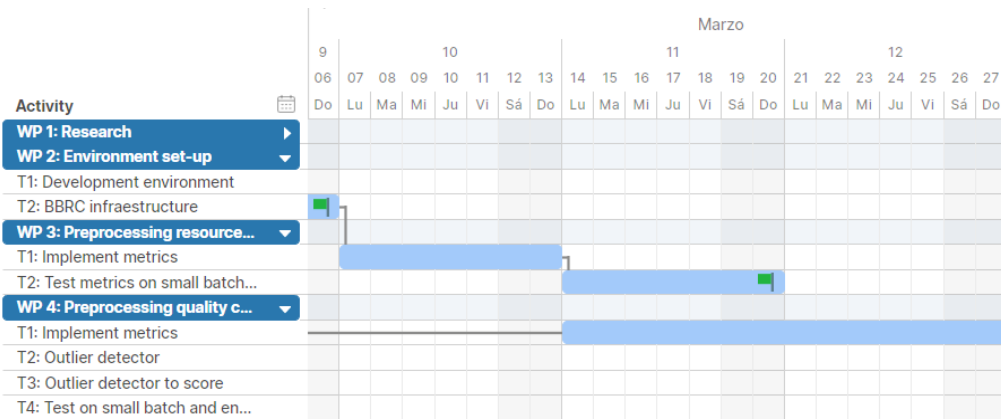 Marzo
9 10 11 12
06 07 08 09 10 11 12 13 14 15 16 17 18 19 20 21 22 23 24 25 26 27
Activity Do Lu Ma Mi Ju Vi Sá Do Lu Ma Mi Ju Vi Sá Do Lu Ma Mi Ju Vi Sá Do
WP 1: Research
WP 2: Environment set-up
T1: Development environment
T2: BBRC infraestructure
WP 3: Preprocessing resource...
T1: Implement metrics
T2: Test metrics on small batch...
WP 4: Preprocessing quality c...
T1: Implement metrics
T2: Outlier detector
T3: Outlier detector to score
T4: Test on small batch and en...